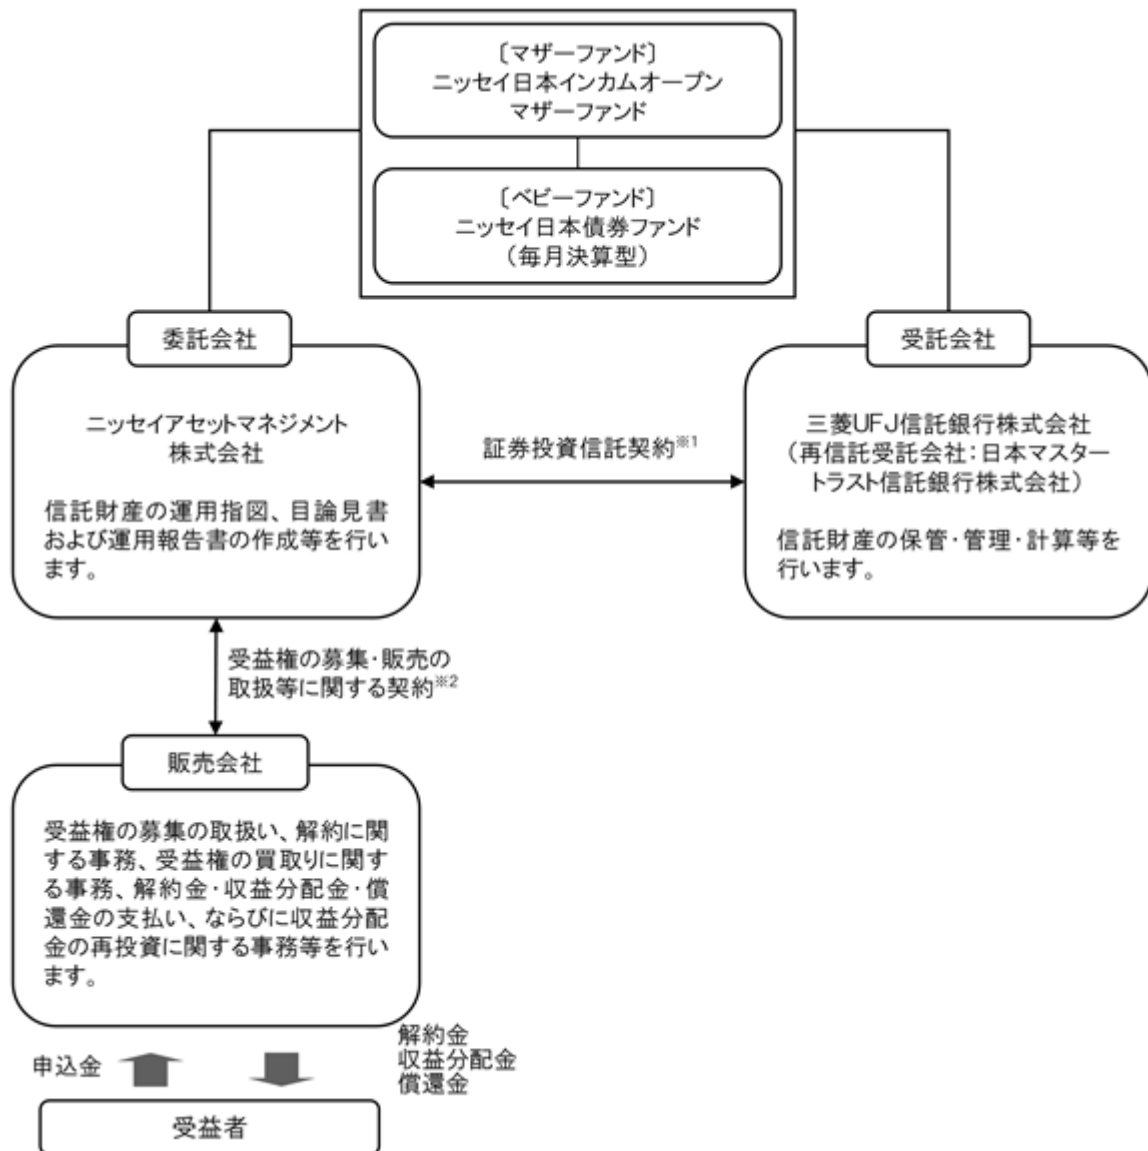 〔マザーファンド〕
ニッセイ日本インカムオープン
マザーファンド
〔ベビーファンド〕
ニッセイ日本債券ファンド
（毎月決算型）
委託会社
ニッセイアセットマネジメント
株式会社
信託財産の運用指図、目論見書
および運用報告書の作成等を行い
ます。
証券投資信託契約※1
受託会社
三菱UFJ信託銀行株式会社
（再信託受託会社：日本マスター
トラスト信託銀行株式会社）
信託財産の保管・管理・計算等を
行います。
受益権の募集・販売の
取扱等に関する契約※2
販売会社
受益権の募集の取扱い、解約に関
する事務、受益権の買取りに関す
る事務、解約金・収益分配金・償
還金の支払い、ならびに収益分配
金の再投資に関する事務等を行い
ます。
申込金
解約金
収益分配金
償還金
受益者